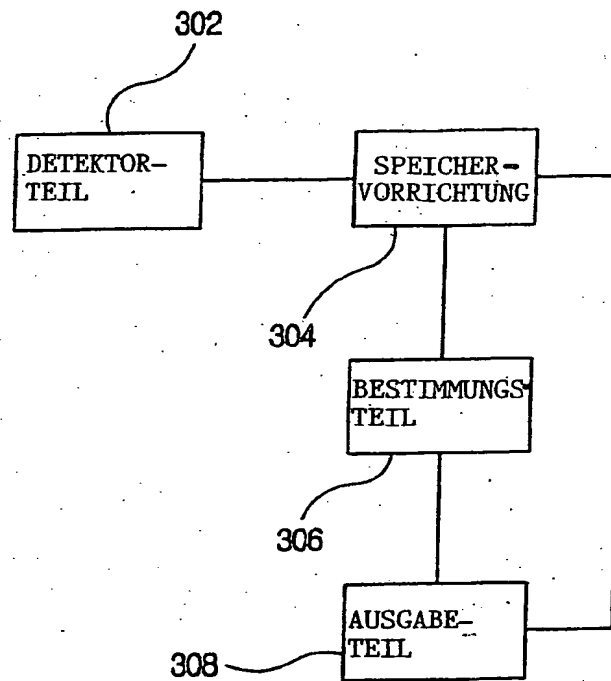 302
DETEKTOR-
TEIL
SPEICHER-
VORRICHTUNG
304
BESTIMMUNGS-
TEIL
306
AUSGABE-
TEIL
308